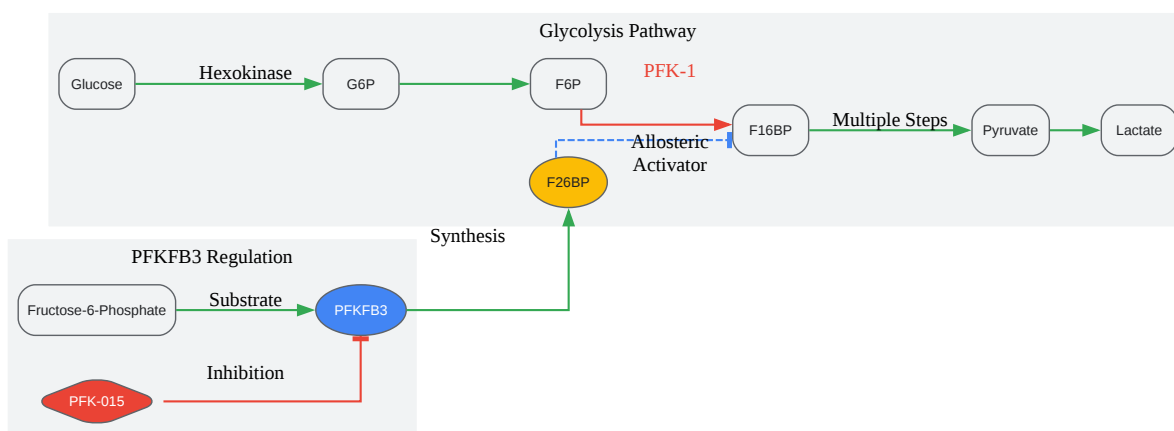 Glycolysis Pathway
Glucose
Hexokinase
G6P
F6P
PFK-1
F16BP
Multiple Steps
Pyruvate
Lactate
Allosteric
Activator
F26BP
Synthesis
PFKFB3 Regulation
Fructose-6-Phosphate
Substrate
PFKFB3
Inhibition
PFK-015